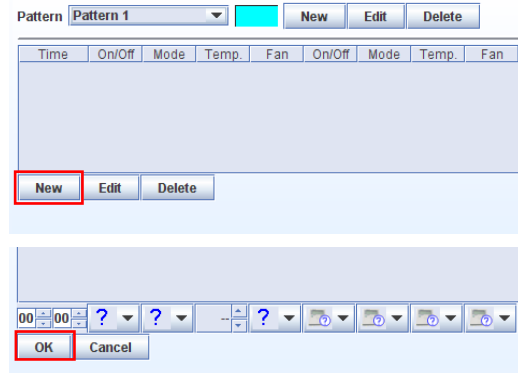 Pattern Pattern 1 New Edit Delete
Time On/Off Mode Temp. Fan On/Off Mode Temp. Fan
New Edit Delete
00 00 ? ? -- ? ? ? ? ?
OK Cancel